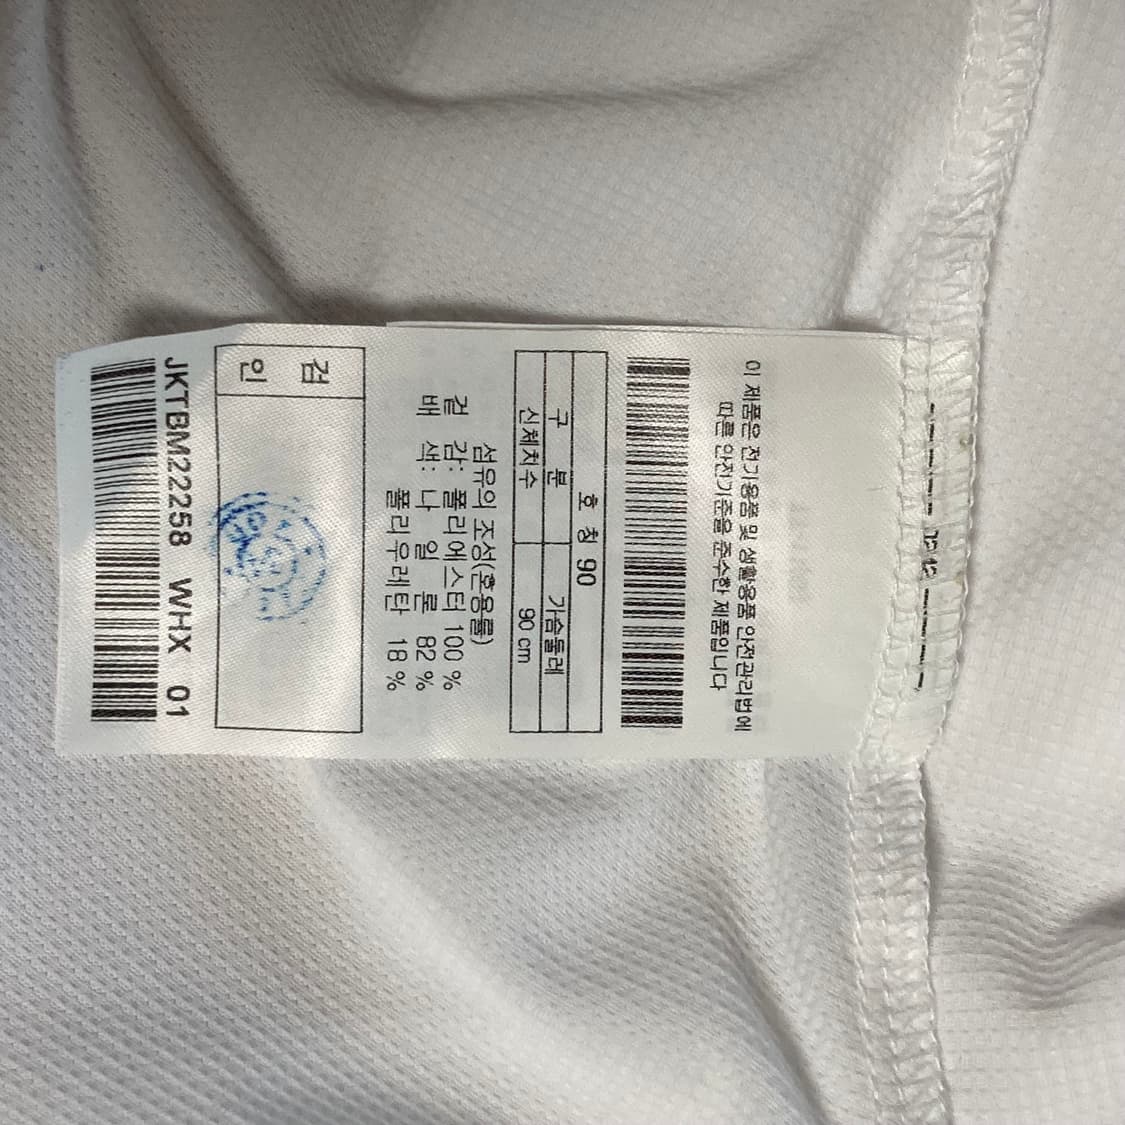 이 제품은 전기용품 및 생활용품 안전관리법에
따른 안전기준을 준수한 제품입니다
호 칭 90
구 분 가슴둘레
신체치수 90 cm
섬유의 조성(혼용률)
겉 감: 폴리에스터 100 %
배 색: 나 일 론 82 %
폴리우레탄 18 %
검
인
JKTBM22258 WHX 01